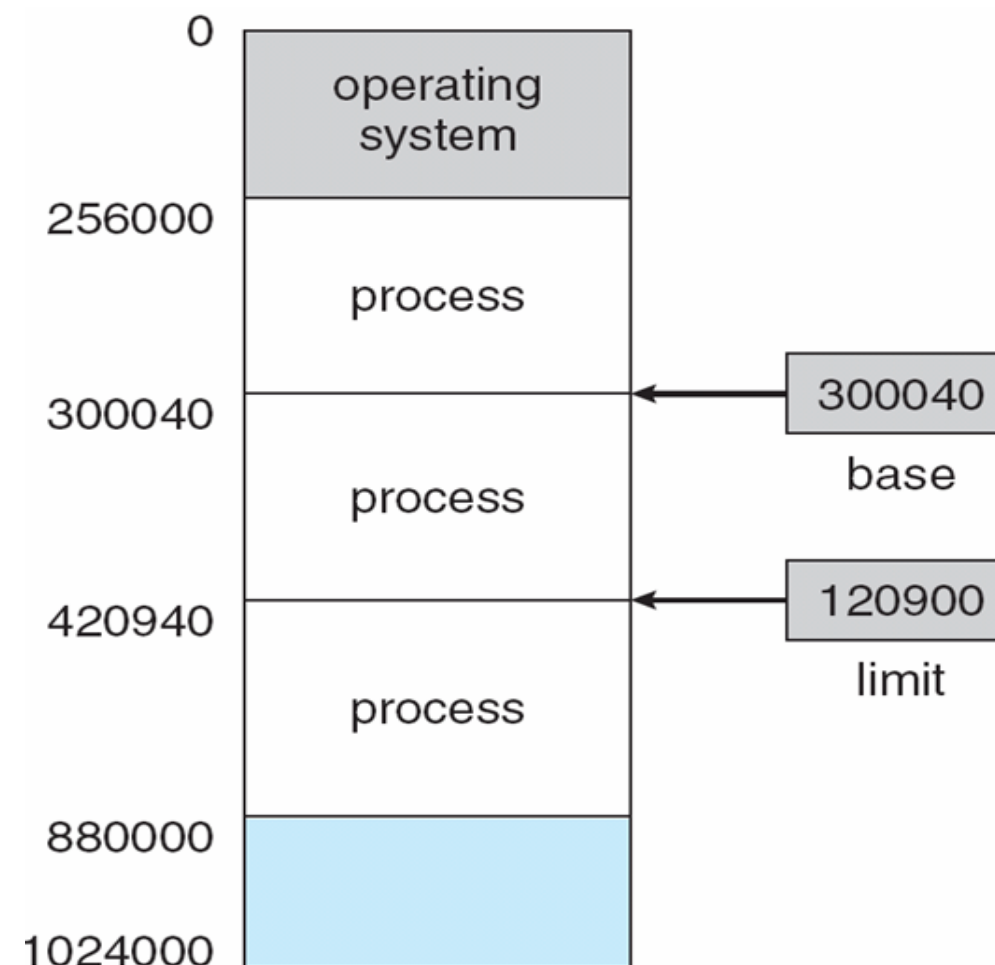 0
operating
system
256000
process
300040
300040
base
process
420940
120900
limit
process
880000
1024000